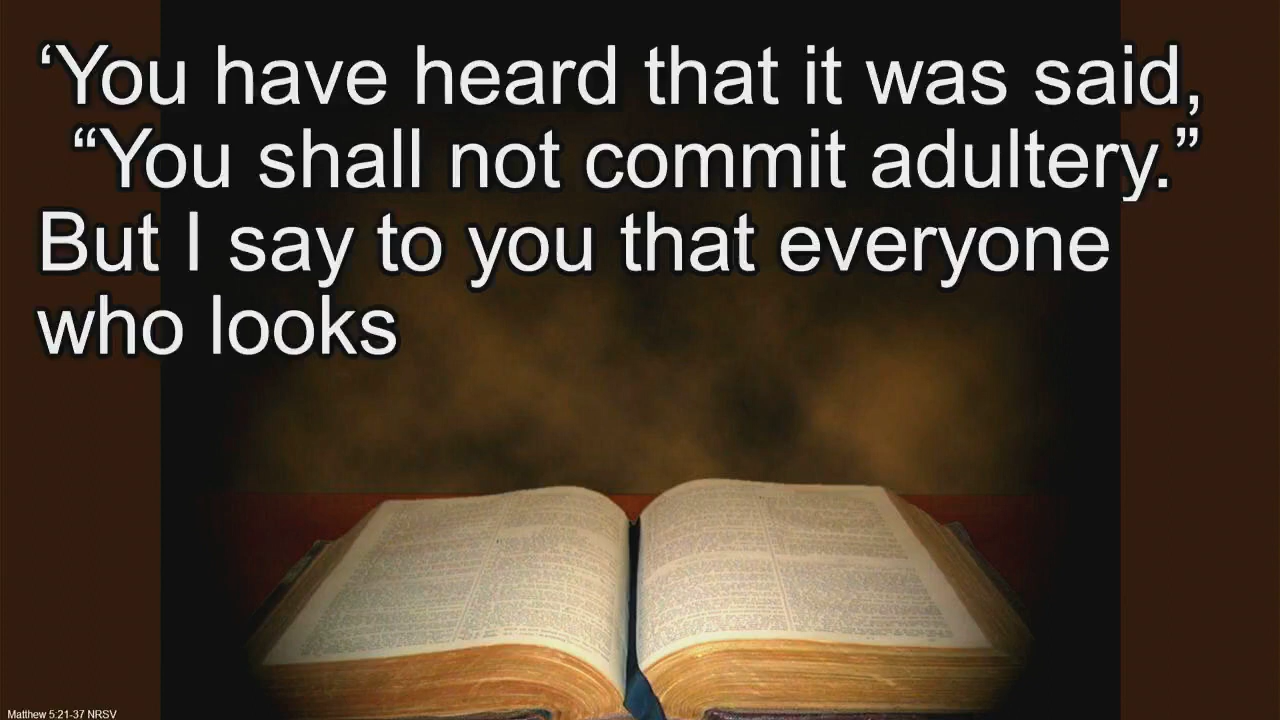 ‘You have heard that it was said,
“You shall not commit adultery.”
But I say to you that everyone
who looks
Matthew 5:21-37 NRSV